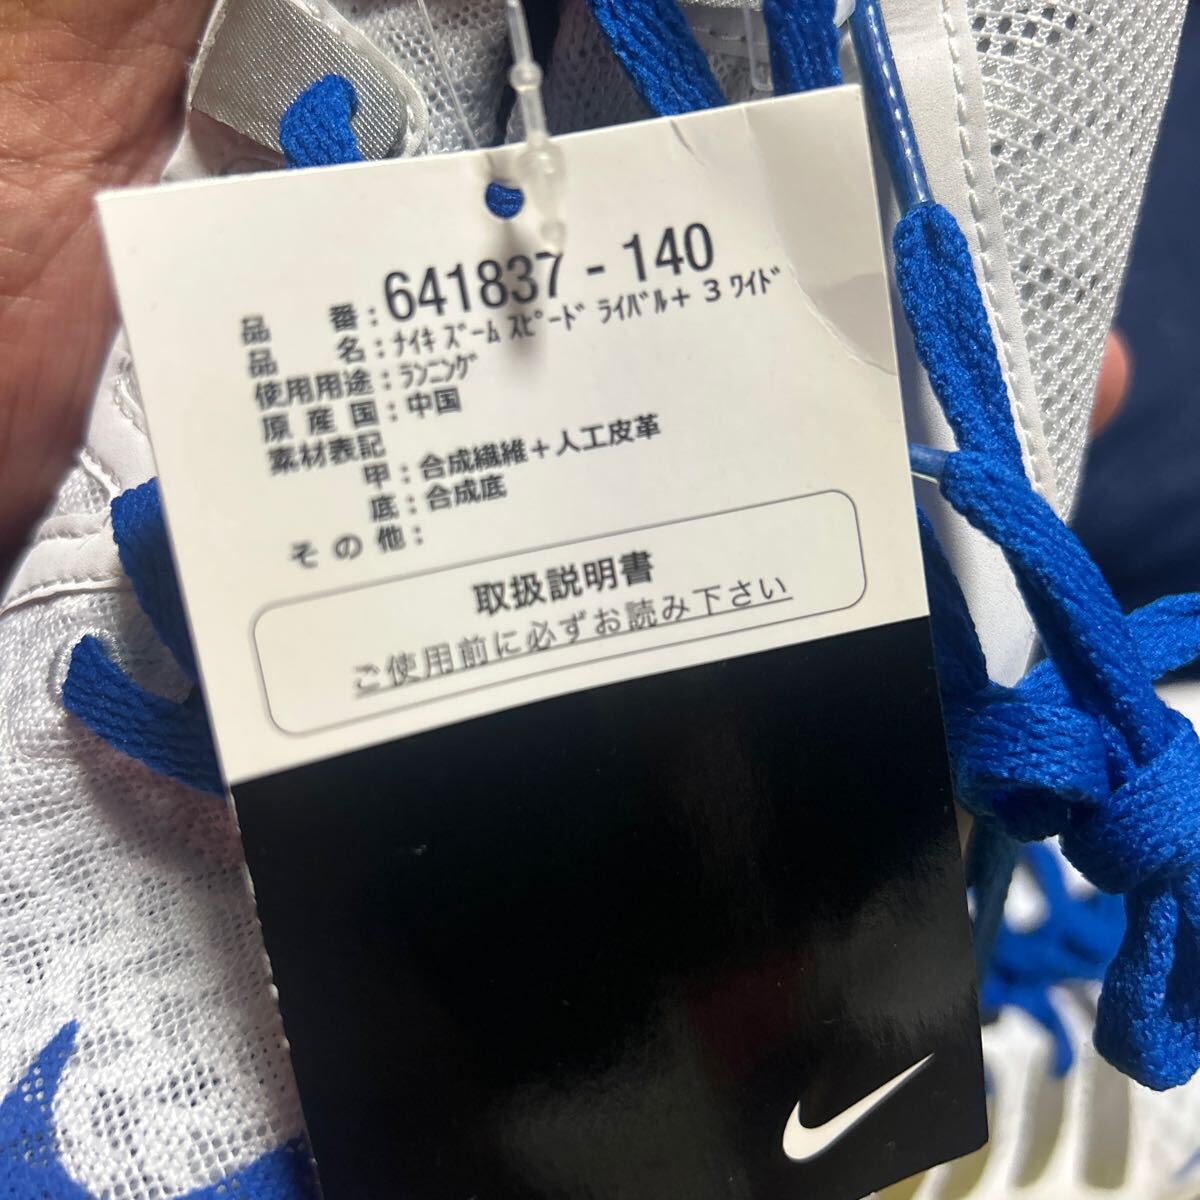 品番:641837-140
品名:ﾅｲｷ ｽﾞｰﾑ ｽﾋﾟｰﾄﾞ ﾗｲﾊﾞﾙ+ 3 ﾜｲﾄﾞ
使用用途:ﾗﾝﾆﾝｸﾞ
原産国:中国
素材表記
甲:合成繊維+人工皮革
底:合成底
その他:
取扱説明書
ご使用前に必ずお読み下さい